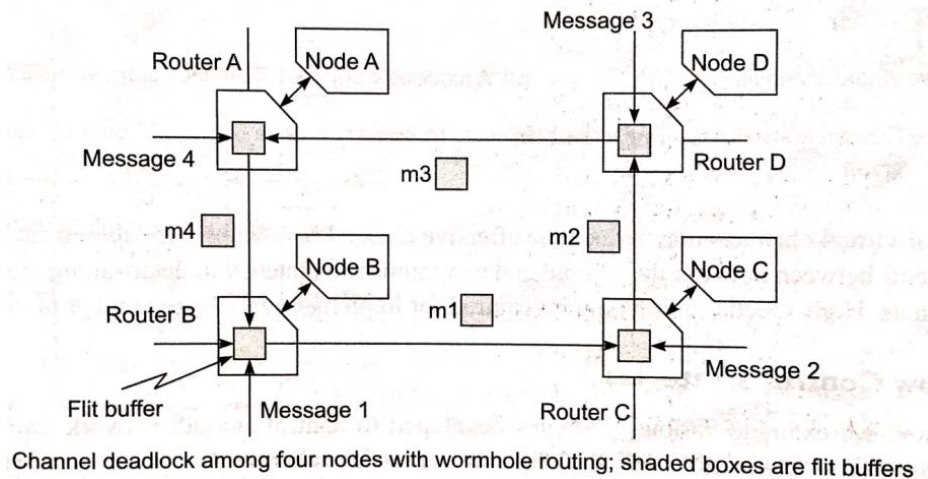 Message 3
Router A
Node A
Node D
Message 4
m3
Router D
m4
m2
Node B
Node C
Router B
m1
Message 2
Flit buffer
Message 1
Router C
Channel deadlock among four nodes with wormhole routing; shaded boxes are flit buffers